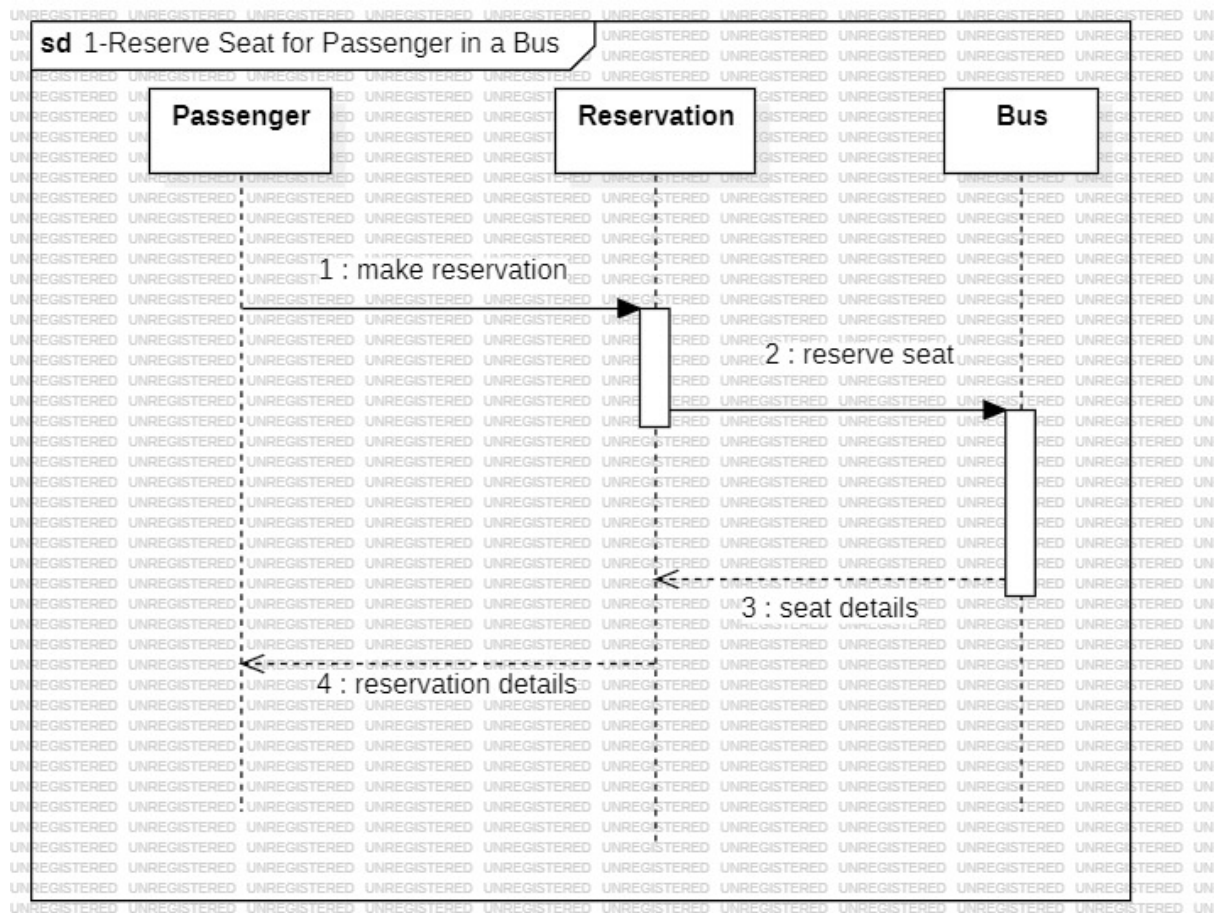 sd 1-Reserve Seat for Passenger in a Bus
Passenger
Reservation
Bus
1 : make reservation
2 : reserve seat
3 : seat details
4 : reservation details
UNREGISTERED